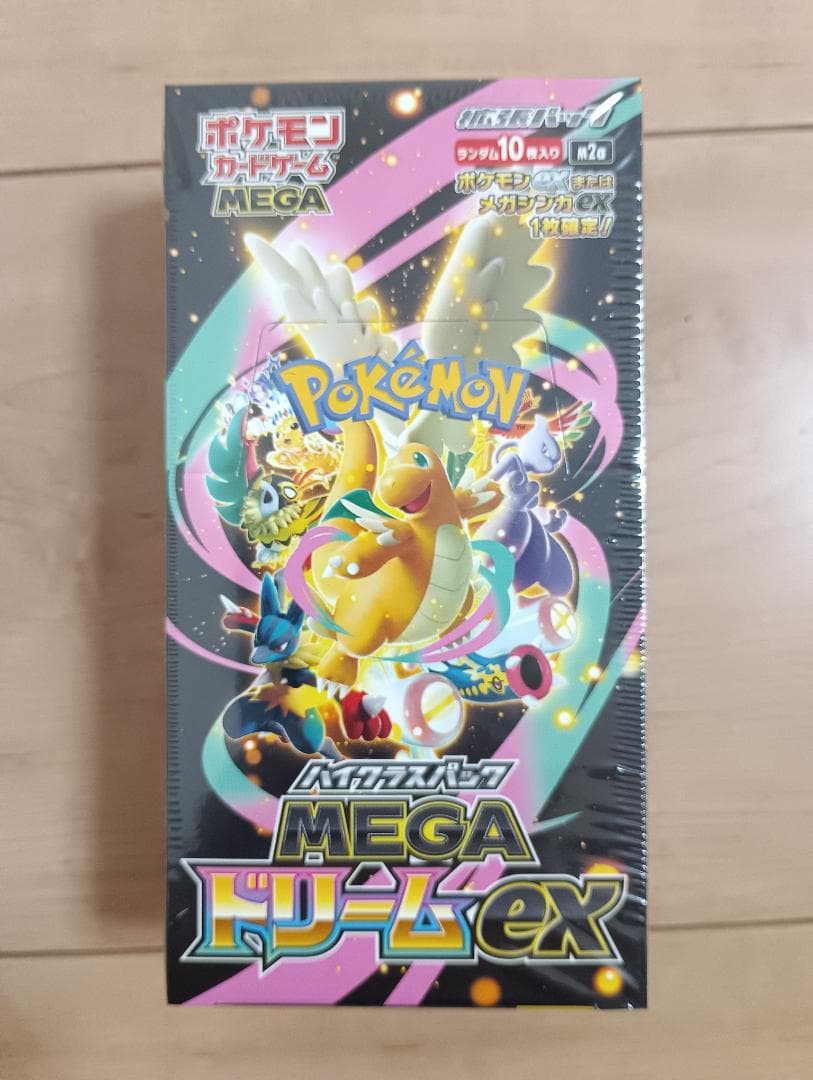 ポケモン
カードゲーム
MEGA
拡張パック
ランダム10枚入り M2a
ポケモンexまたは
メガシンカex
1枚確定!
POKÉMON
TM
ハイクラスパック
MEGA
ドリームex